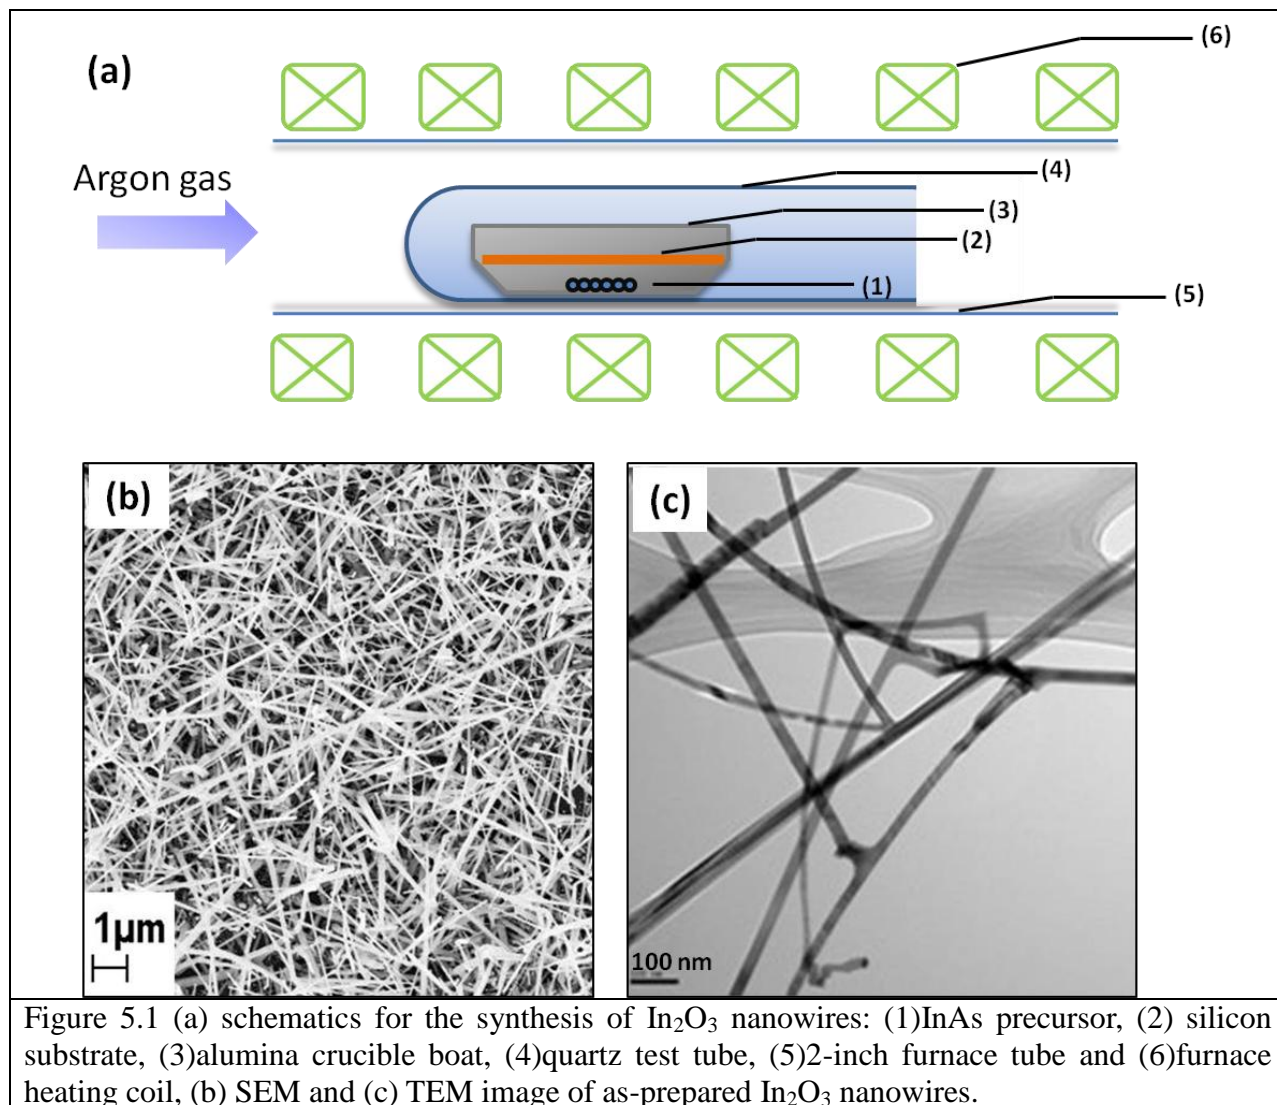 (a)
(6)
Argon gas
(4)
(3)
(2)
(1)
(5)
(b)
(c)
1µm
100 nm
Figure 5.1 (a) schematics for the synthesis of In₂O₃ nanowires: (1)InAs precursor, (2) silicon
substrate, (3)alumina crucible boat, (4)quartz test tube, (5)2-inch furnace tube and (6)furnace
heating coil, (b) SEM and (c) TEM image of as-prepared In₂O₃ nanowires.